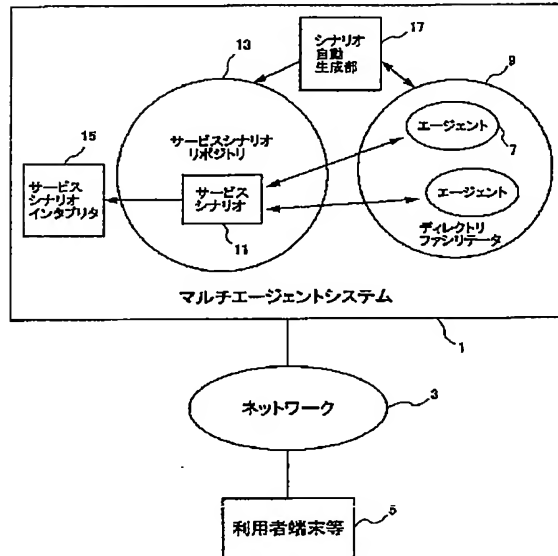 13
シナリオ
自動
生成部
17
9
エージェント
7
15
サービスシナリオ
リポジトリ
サービス
シナリオ
インタプリタ
サービス
シナリオ
11
エージェント
ディレクトリ
ファシリテータ
マルチエージェントシステム
1
ネットワーク
3
利用者端末等
5